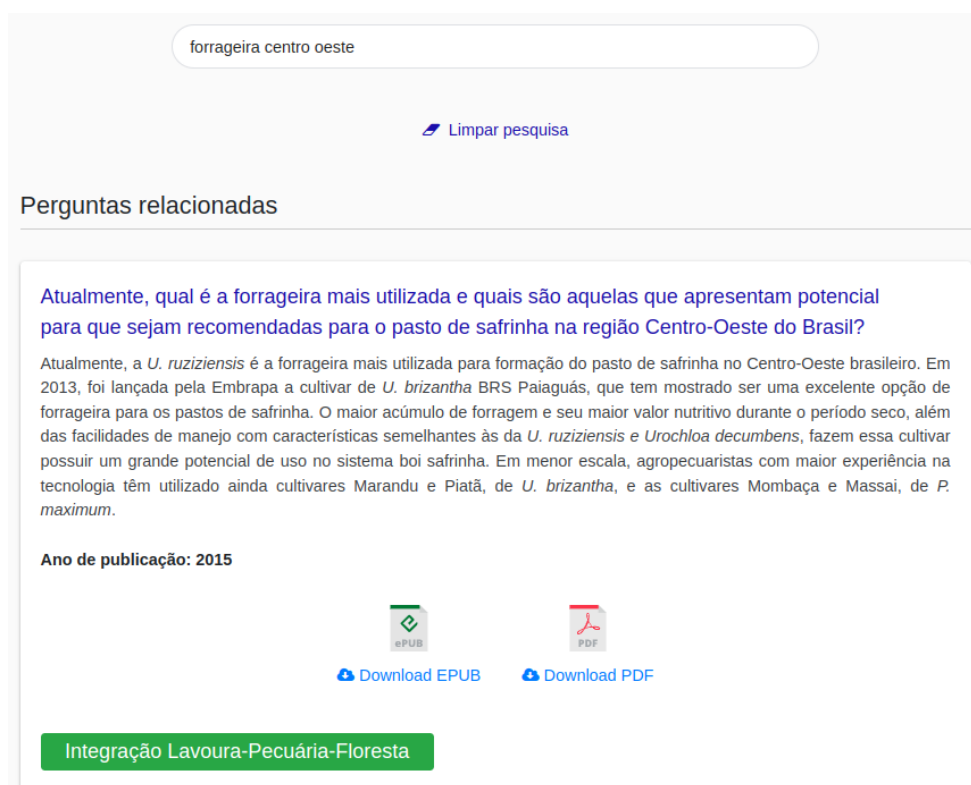 forrageira centro oeste
Limpar pesquisa
Perguntas relacionadas
Atualmente, qual é a forrageira mais utilizada e quais são aquelas que apresentam potencial
para que sejam recomendadas para o pasto de safrinha na região Centro-Oeste do Brasil?
Atualmente, a U. ruziziensis é a forrageira mais utilizada para formação do pasto de safrinha no Centro-Oeste brasileiro. Em
2013, foi lançada pela Embrapa a cultivar de U. brizantha BRS Paiaguás, que tem mostrado ser uma excelente opção de
forrageira para os pastos de safrinha. O maior acúmulo de forragem e seu maior valor nutritivo durante o período seco, além
das facilidades de manejo com características semelhantes às da U. ruziziensis e Urochloa decumbens, fazem essa cultivar
possuir um grande potencial de uso no sistema boi safrinha. Em menor escala, agropecuaristas com maior experiência na
tecnologia têm utilizado ainda cultivares Marandu e Piatã, de U. brizantha, e as cultivares Mombaça e Massai, de P.
maximum.
Ano de publicação: 2015
ePUB
PDF
Download EPUB
Download PDF
Integração Lavoura-Pecuária-Floresta